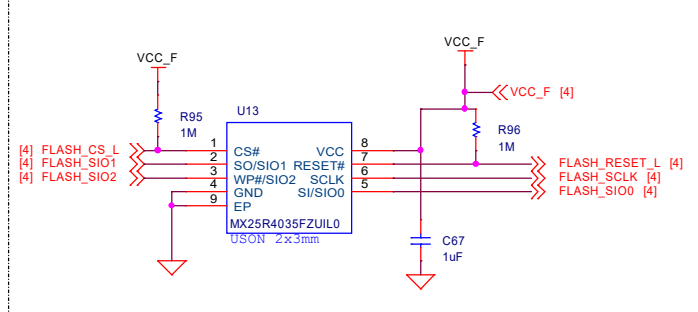 VCC_F
VCC_F
VCC_F [4]
R95
1M
U13
R96
1M
[4] FLASH_CS_L 1 CS# VCC 8
[4] FLASH_SIO1 2 SO/SIO1 RESET# 7 FLASH_RESET_L [4]
[4] FLASH_SIO2 3 WP#/SIO2 SCLK 6 FLASH_SCLK [4]
4 GND SI/SIO0 5 FLASH_SIO0 [4]
9 EP
MX25R4035FZUIL0
USON 2x3mm
C67
1uF